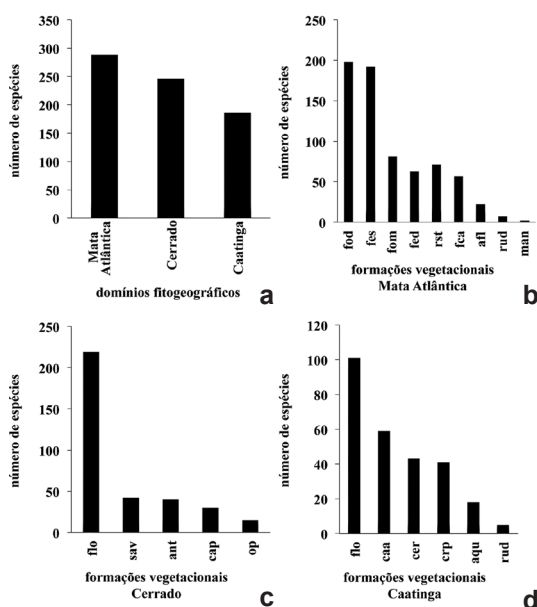 número de espécies
350
300
250
200
150
100
50
0
Mata
Atlântica
Cerrado
Caatinga
domínios fitogeográficos
a
número de espécies
250
200
150
100
50
0
fod
fes
fom
fed
rst
fca
afl
rud
man
formações vegetacionais
Mata Atlântica
b
número de espécies
250
200
150
100
50
0
flo
sav
ant
cap
op
formações vegetacionais
Cerrado
c
número de espécies
120
100
80
60
40
20
0
flo
caa
cer
crp
aqu
rud
formações vegetacionais
Caatinga
d